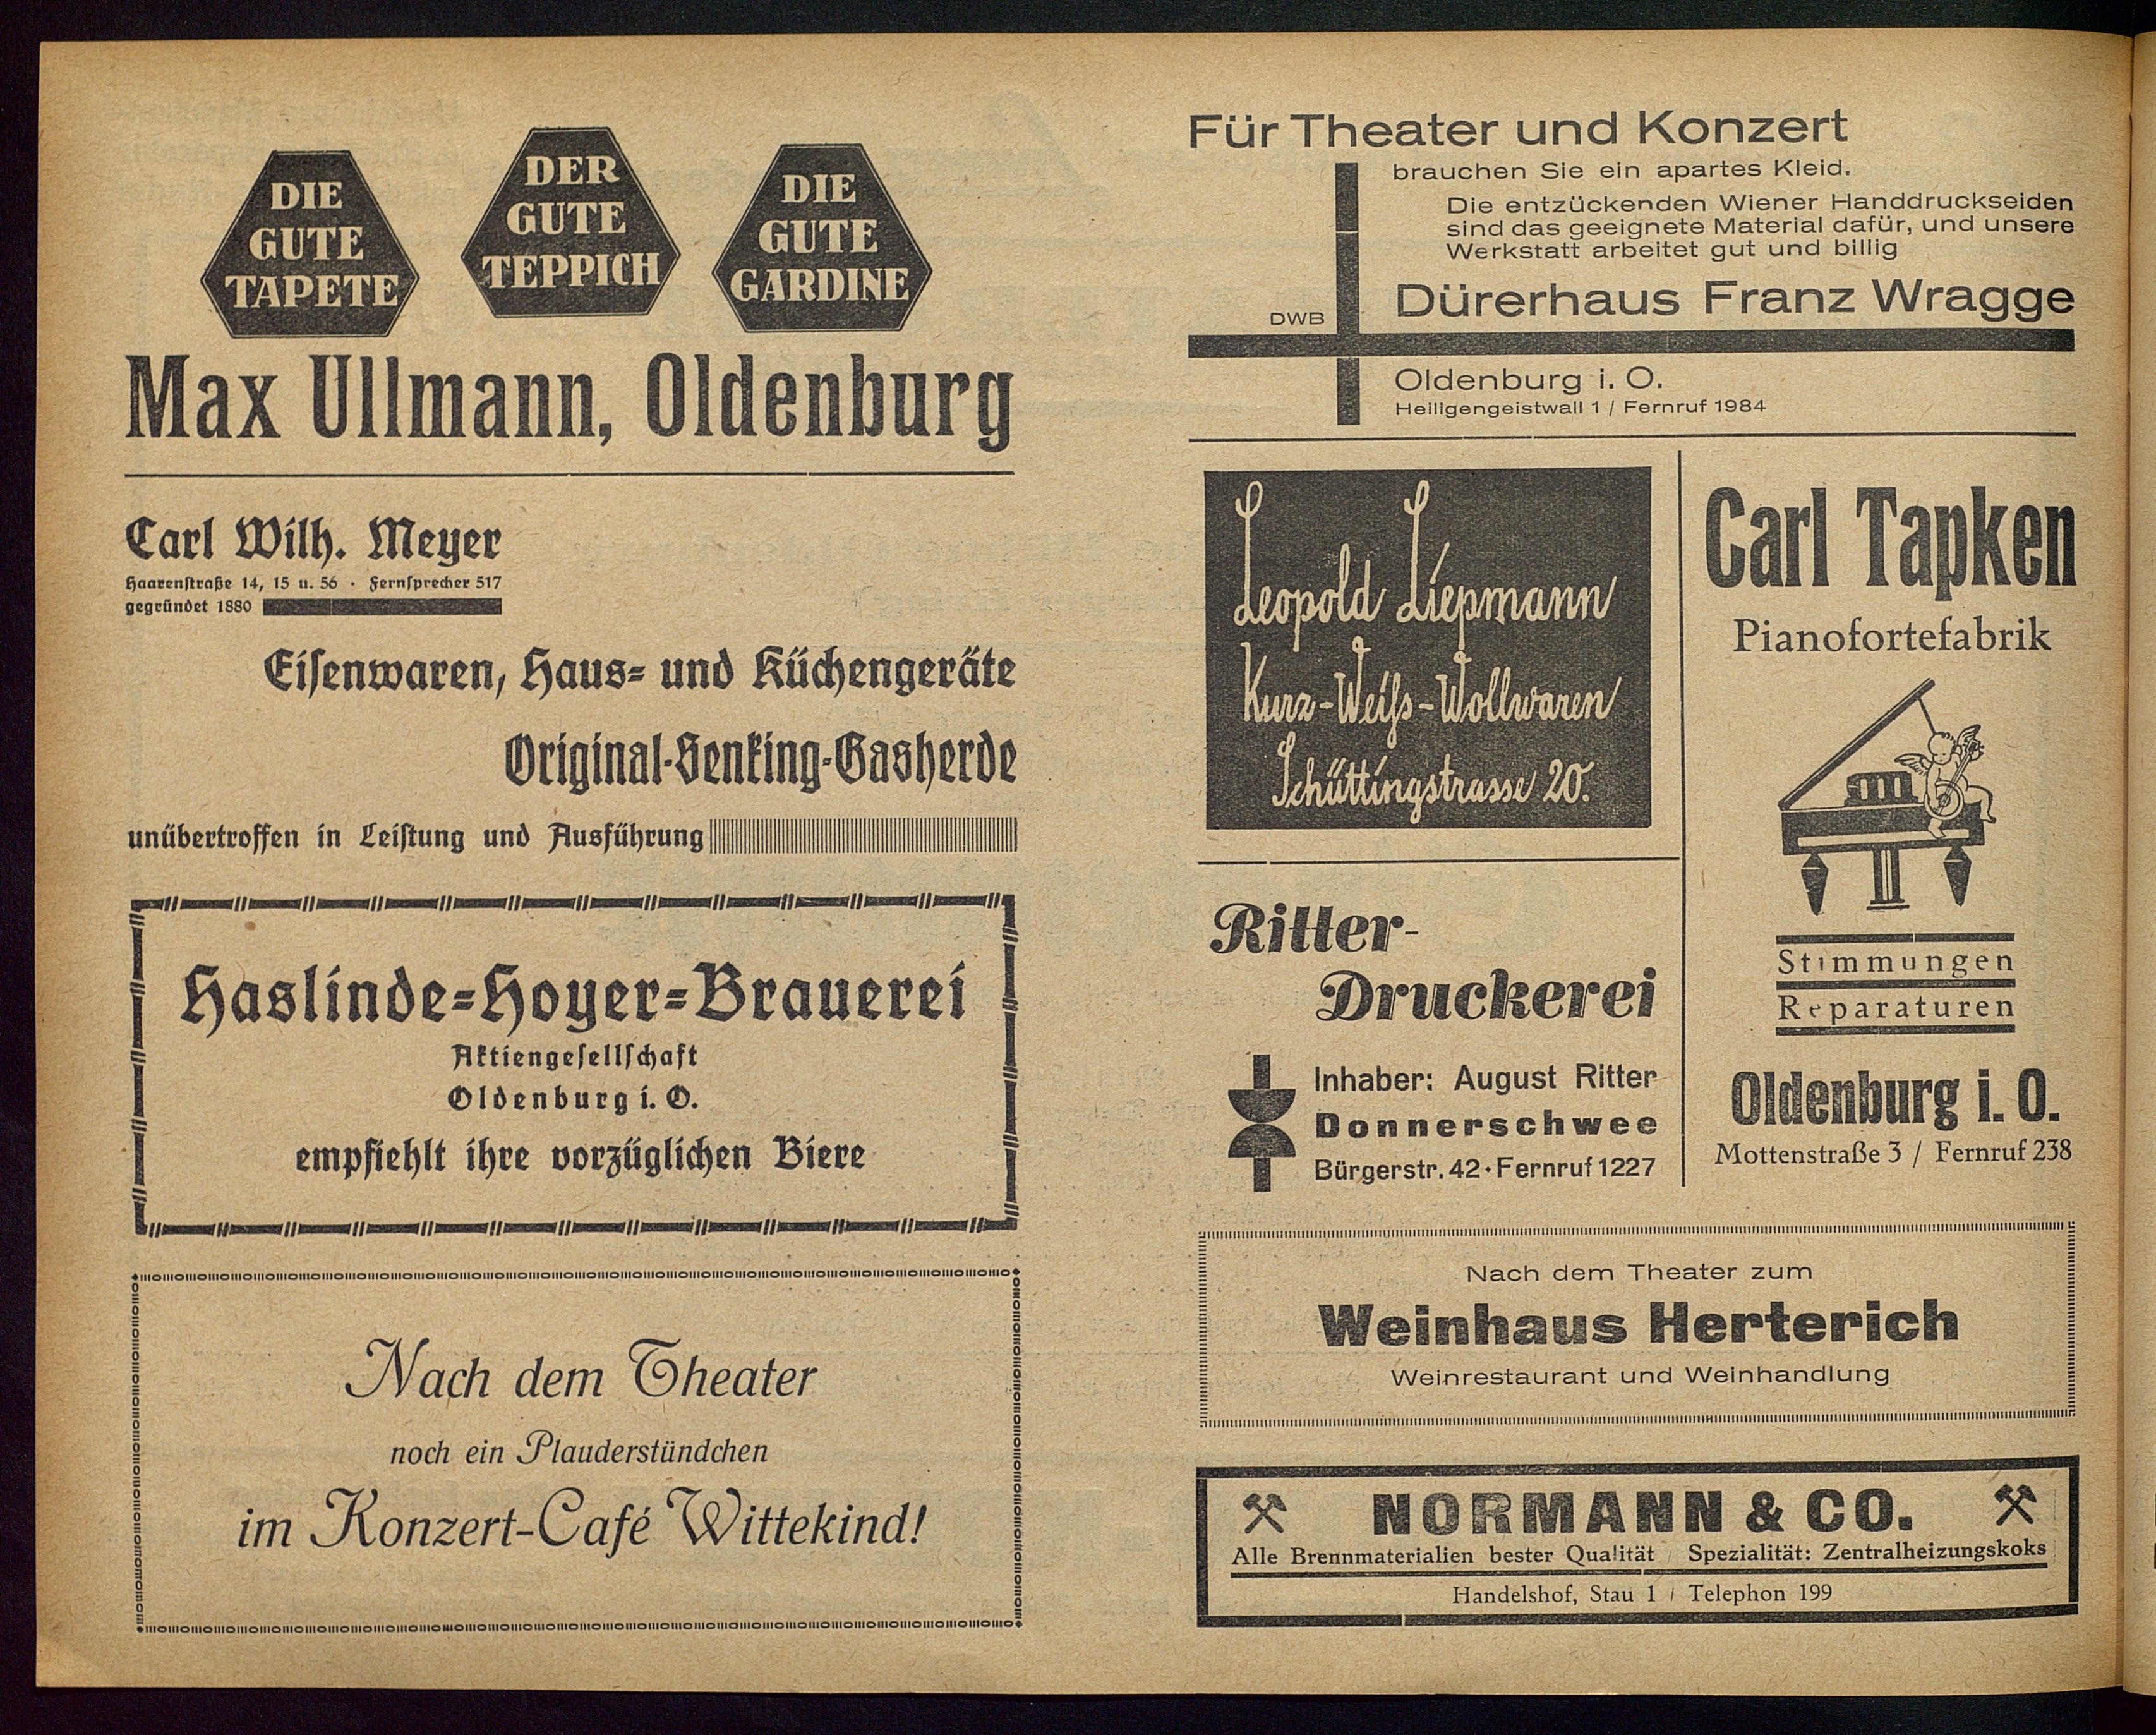 DIE
GUTE
TAPETE
DER
GUTE
TEPPICH
DIE
GUTE
GARDINE
Max Ullmann, Oldenburg
Carl Wilh. Meyer
Haarenſtraße 14, 15 u. 56 · Fernſprecher 517
gegründet 1880
Eiſenwaren, Haus- und Küchengeräte
Original-Senking-Gasherde
unübertroffen in Leiſtung und Ausführung
Haslinde-Hoyer-Brauerei
Aktiengeſellſchaft
Oldenburg i. O.
empfiehlt ihre vorzüglichen Biere
Nach dem Theater
noch ein Plauderstündchen
im Konzert-Café Wittekind!
Für Theater und Konzert
brauchen Sie ein apartes Kleid.
Die entzückenden Wiener Handdruckseiden
sind das geeignete Material dafür, und unsere
Werkstatt arbeitet gut und billig
DWB
Dürerhaus Franz Wragge
Oldenburg i. O.
Heiligengeistwall 1 / Fernruf 1984
Leopold Liepmann
Kurz-Weiſs-Wollwaren
Schüttingstrasse 20.
Ritter-
Druckerei
Inhaber: August Ritter
Donnerschwee
Bürgerstr. 42 · Fernruf 1227
Carl Tapken
Pianofortefabrik
Stimmungen
Reparaturen
Oldenburg i. O.
Mottenstraße 3 / Fernruf 238
Nach dem Theater zum
Weinhaus Herterich
Weinrestaurant und Weinhandlung
NORMANN & CO.
Alle Brennmaterialien bester Qualität / Spezialität: Zentralheizungskoks
Handelshof, Stau 1 / Telephon 199